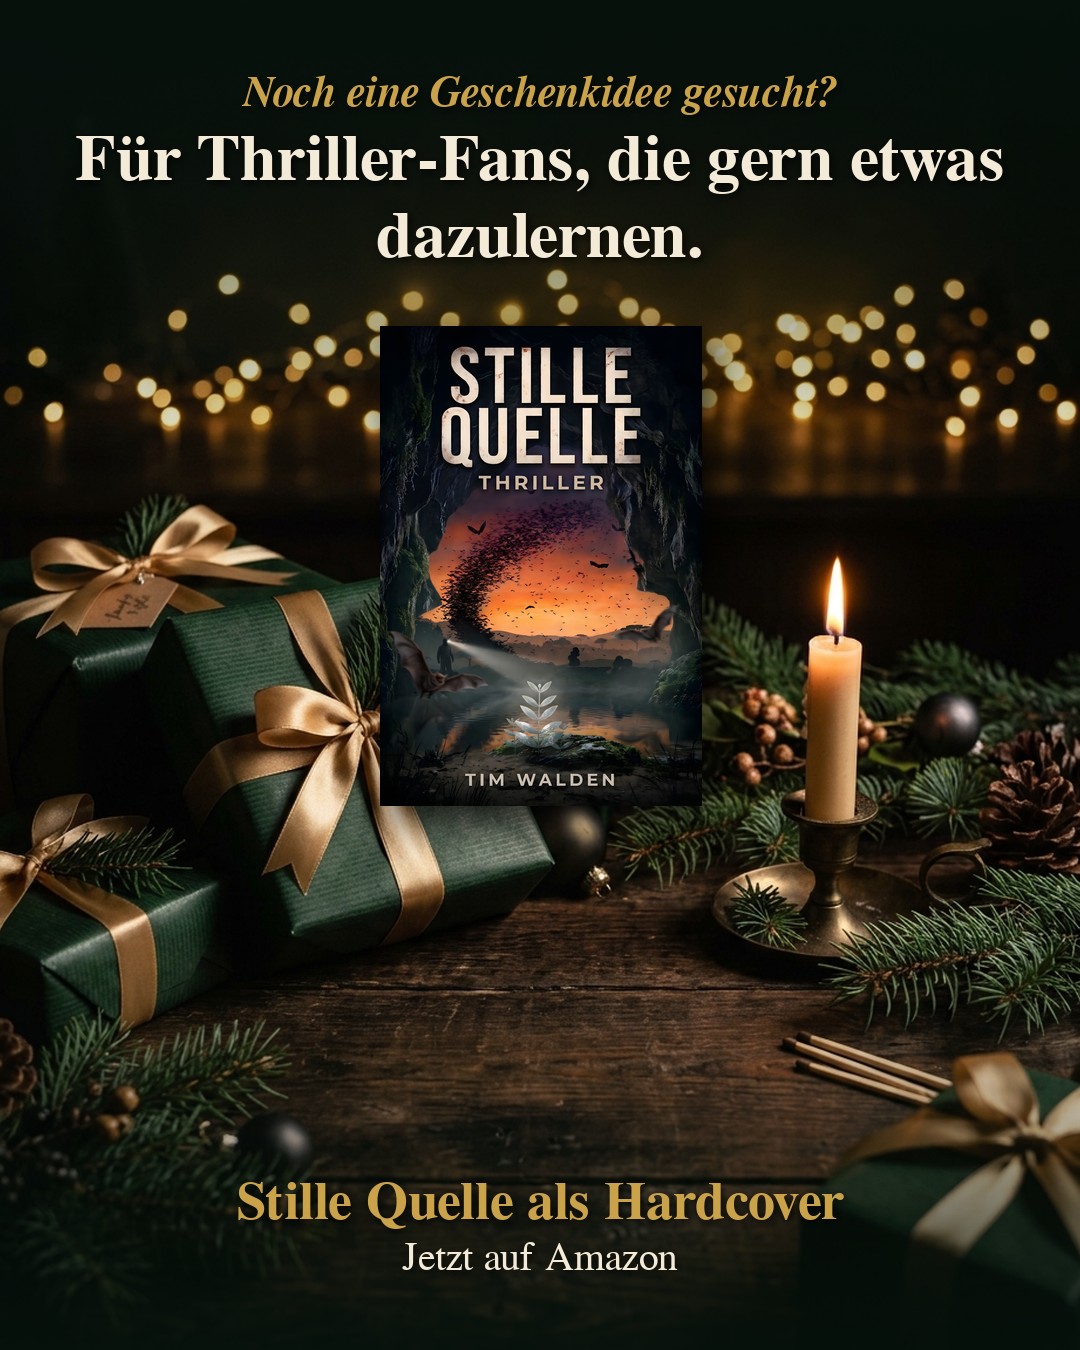 Noch eine Geschenkidee gesucht?
Für Thriller-Fans, die gern etwas
dazulernen.
STILLE
QUELLE
THRILLER
TIM WALDEN
Stille Quelle als Hardcover
Jetzt auf Amazon